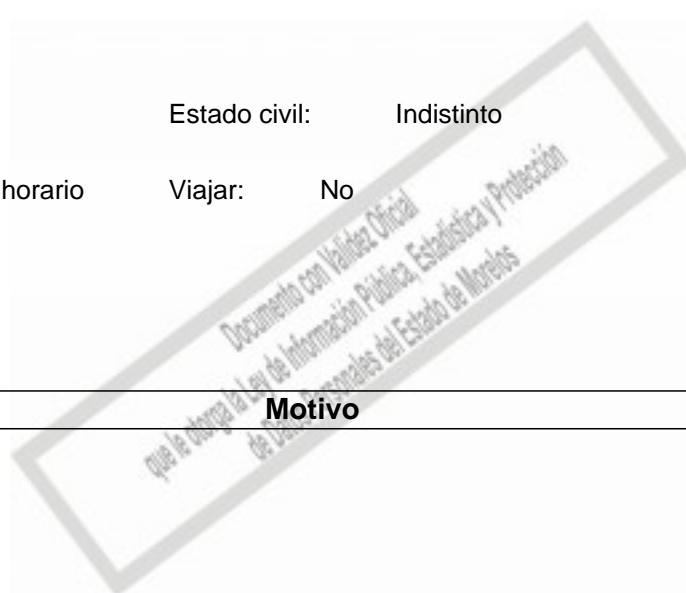 Estado civil: Indistinto
horario Viajar: No
Documento con Validez Oficial
que le otorga la Ley de Información Pública, Estadística y Protección
de Datos Personales del Estado de Morelos
Motivo